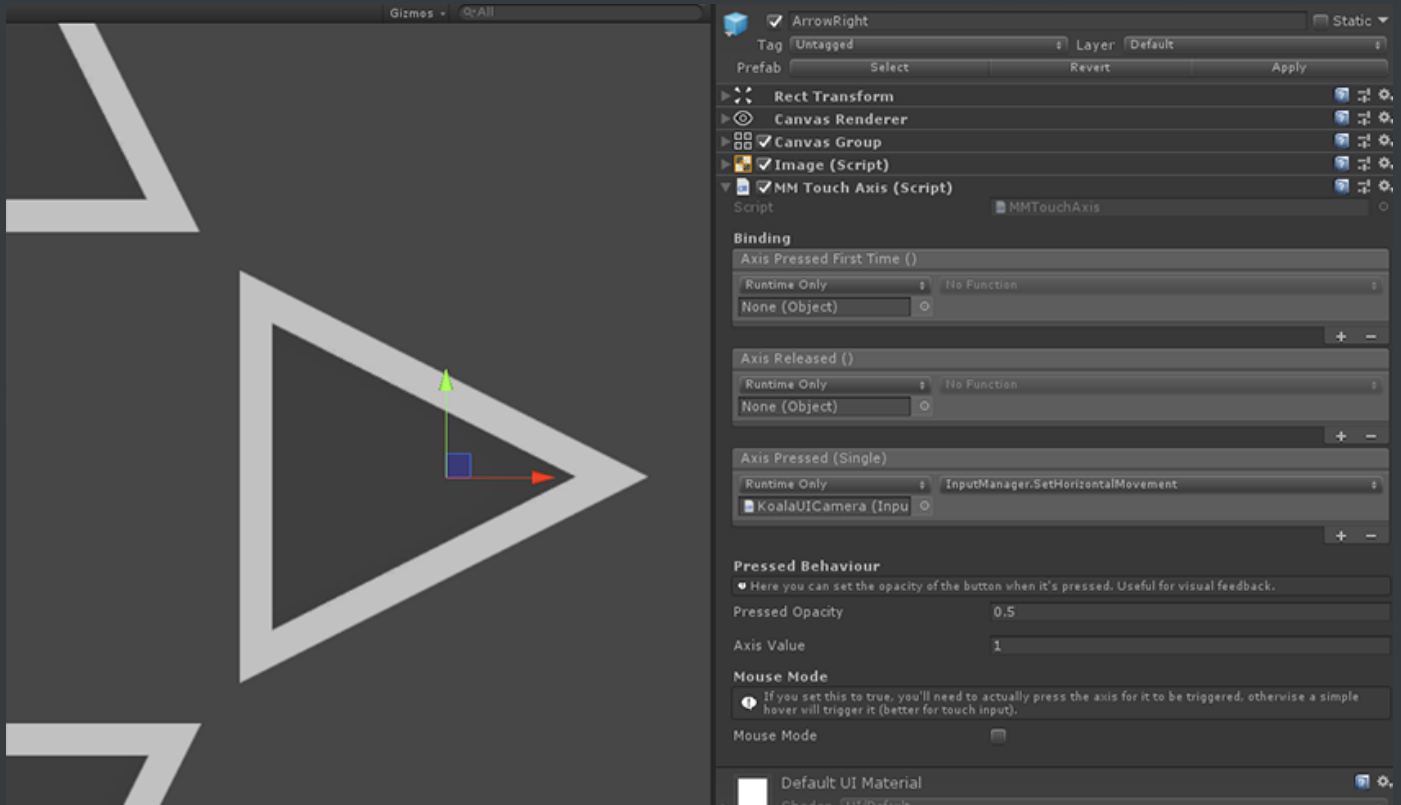 Gizmos
All
ArrowRight
Static
Tag Untagged Layer Default
Prefab Select Revert Apply
Rect Transform
Canvas Renderer
Canvas Group
Image (Script)
MM Touch Axis (Script)
Script MMTouchAxis
Binding
Axis Pressed First Time ()
Runtime Only No Function
None (Object)
+ −
Axis Released ()
Runtime Only No Function
None (Object)
+ −
Axis Pressed (Single)
Runtime Only InputManager.SetHorizontalMovement
KoalaUICamera (Inpu
+ −
Pressed Behaviour
Here you can set the opacity of the button when it's pressed. Useful for visual feedback.
Pressed Opacity 0.5
Axis Value 1
Mouse Mode
If you set this to true, you'll need to actually press the axis for it to be triggered, otherwise a simple
hover will trigger it (better for touch input).
Mouse Mode
Default UI Material